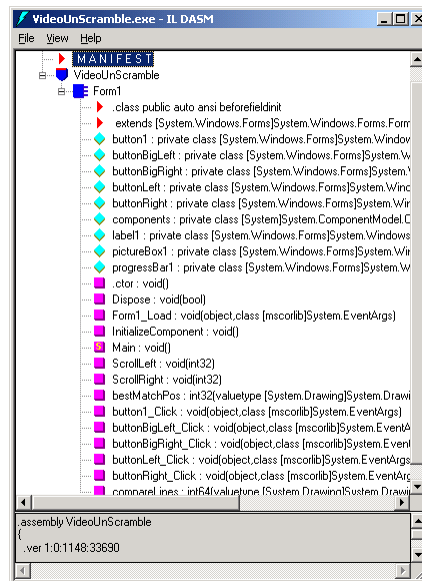 VideoUnScramble.exe - IL DASM
File View Help
MANIFEST
VideoUnScramble
Form1
.class public auto ansi beforefieldinit
extends [System.Windows.Forms]System.Windows.Forms.Form
button1 : private class [System.Windows.Forms]System.Window
buttonBigLeft : private class [System.Windows.Forms]System.W
buttonBigRight : private class [System.Windows.Forms]System.
buttonLeft : private class [System.Windows.Forms]System.Winc
buttonRight : private class [System.Windows.Forms]System.Wir
components : private class [System]System.ComponentModel.C
label1 : private class [System.Windows.Forms]System.Windows
pictureBox1 : private class [System.Windows.Forms]System.Wi
progressBar1 : private class [System.Windows.Forms]System.W
.ctor : void()
Dispose : void(bool)
Form1_Load : void(object,class [mscorlib]System.EventArgs)
InitializeComponent : void()
S Main : void()
ScrollLeft : void(int32)
ScrollRight : void(int32)
bestMatchPos : int32(valuetype [System.Drawing]System.Drawi
button1_Click : void(object,class [mscorlib]System.EventArgs)
buttonBigLeft_Click : void(object,class [mscorlib]System.EventA
buttonBigRight_Click : void(object,class [mscorlib]System.Event
buttonLeft_Click : void(object,class [mscorlib]System.EventArgs
buttonRight_Click : void(object,class [mscorlib]System.EventArg
compareLines : int64(valuetype [System.Drawing]System.Drawin
.assembly VideoUnScramble
{
.ver 1:0:1148:33690